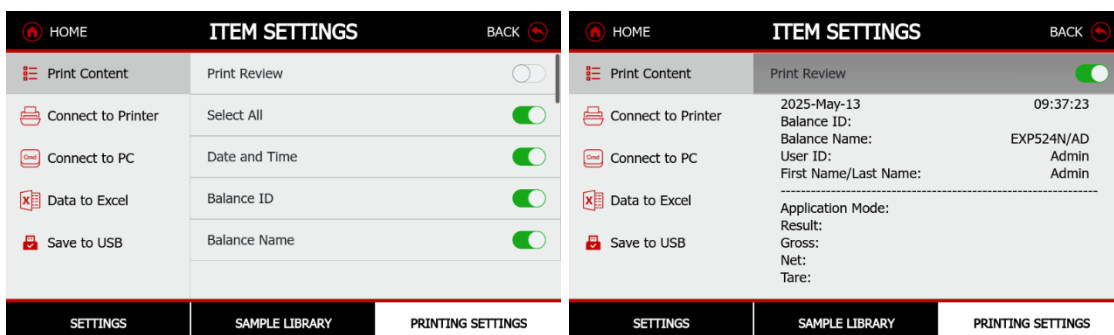 HOME ITEM SETTINGS BACK
Print Content
Connect to Printer
Cmd Connect to PC
X Data to Excel
Save to USB
Print Review
Select All
Date and Time
Balance ID
Balance Name
SETTINGS SAMPLE LIBRARY PRINTING SETTINGS
HOME ITEM SETTINGS BACK
Print Content
Connect to Printer
Cmd Connect to PC
X Data to Excel
Save to USB
Print Review
2025-May-13 09:37:23
Balance ID:
Balance Name: EXP524N/AD
User ID: Admin
First Name/Last Name: Admin
----------------------------------------------------------------
Application Mode:
Result:
Gross:
Net:
Tare:
SETTINGS SAMPLE LIBRARY PRINTING SETTINGS